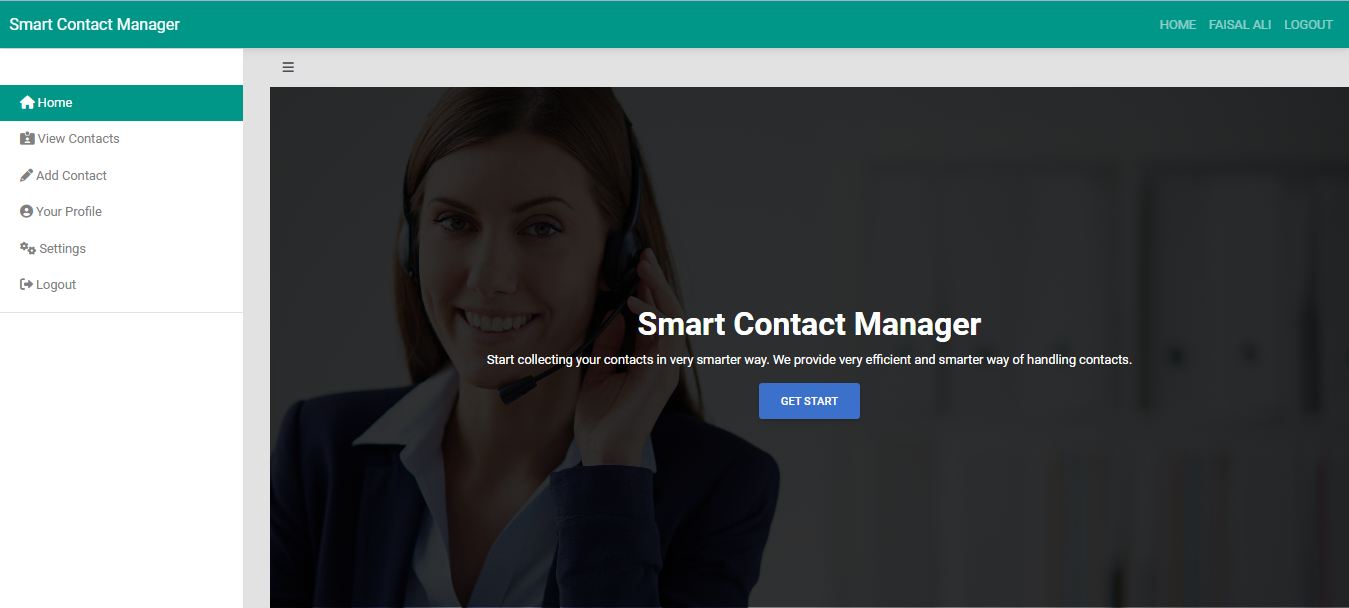 Smart Contact Manager
HOME FAISAL ALI LOGOUT
Home
View Contacts
Add Contact
Your Profile
Settings
Logout
Smart Contact Manager
Start collecting your contacts in very smarter way. We provide very efficient and smarter way of handling contacts.
GET START